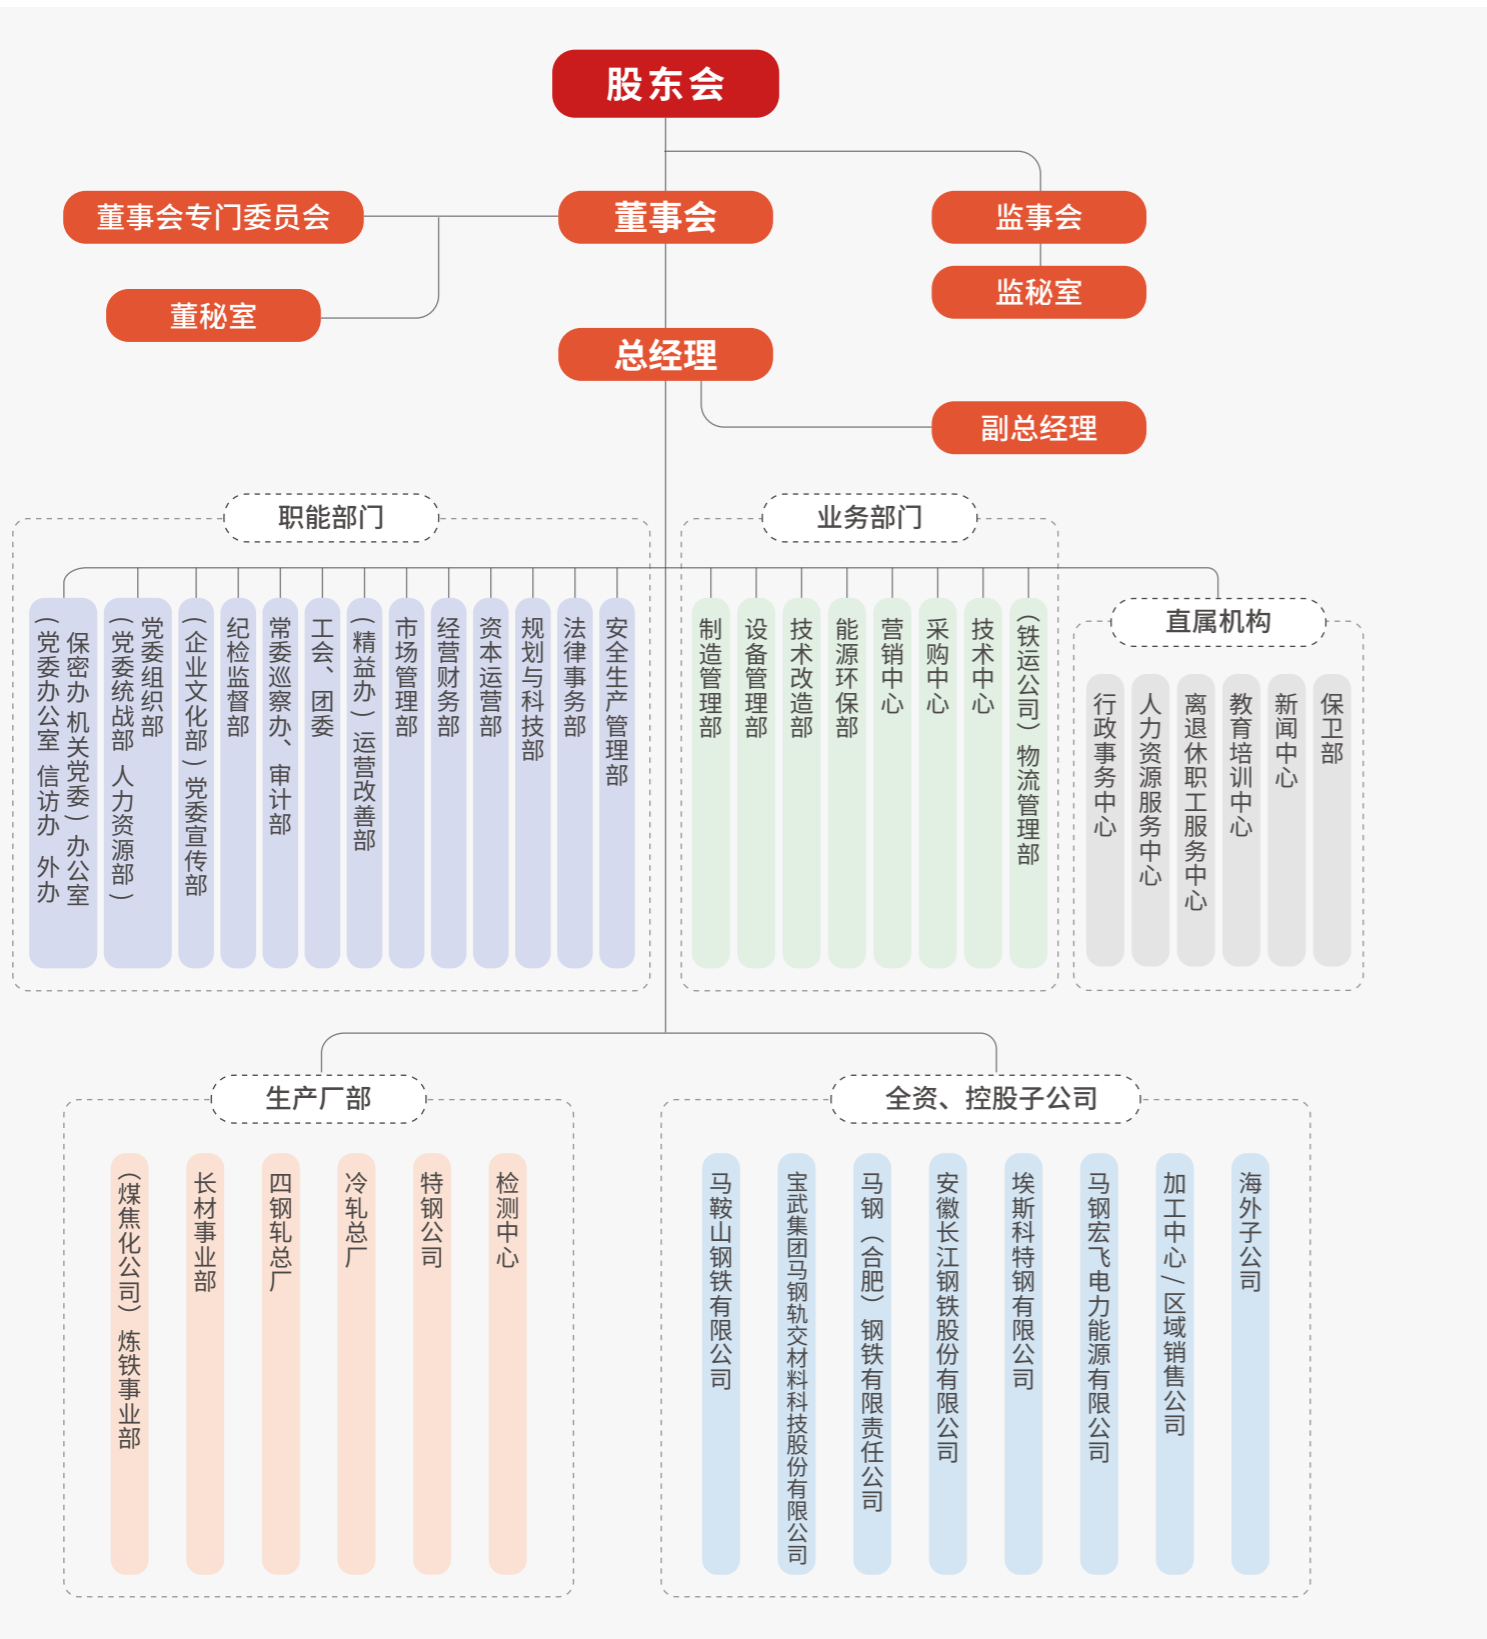 股东会
董事会专门委员会
董事会
监事会
监秘室
董秘室
总经理
副总经理
职能部门
业务部门
直属机构
保密办 机关党委）办公室
（党委办公室 信访办 外办
党委组织部
（党委统战部 人力资源部）
（企业文化部）党委宣传部
纪检监督部
常委巡察办、审计部
工会、团委
（精益办）运营改善部
市场管理部
经营财务部
资本运营部
规划与科技部
法律事务部
安全生产管理部
制造管理部
设备管理部
技术改造部
能源环保部
营销中心
采购中心
技术中心
（铁运公司）物流管理部
行政事务中心
人力资源服务中心
离退休职工服务中心
教育培训中心
新闻中心
保卫部
生产厂部
全资、控股子公司
（煤焦化公司）炼铁事业部
长材事业部
四钢轧总厂
冷轧总厂
特钢公司
检测中心
马鞍山钢铁有限公司
宝武集团马钢轨交材料科技股份有限公司
马钢（合肥）钢铁有限责任公司
安徽长江钢铁股份有限公司
埃斯科特钢有限公司
马钢宏飞电力能源有限公司
加工中心/区域销售公司
海外子公司